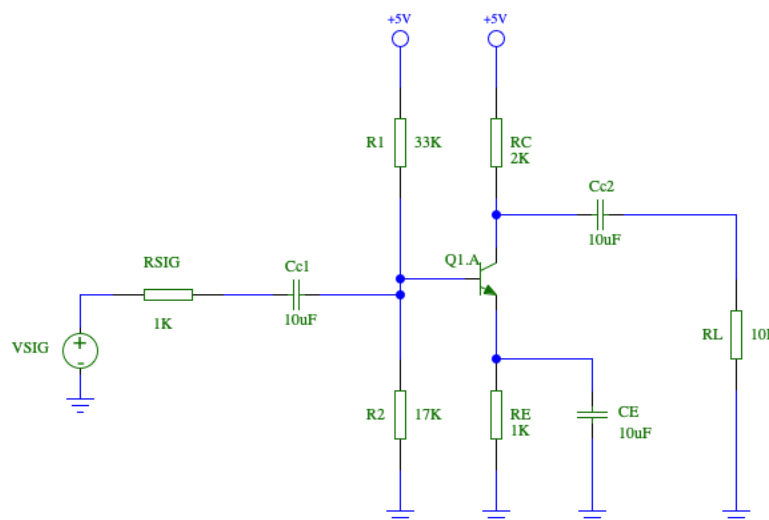 +5V
+5V
R1
33K
RC
2K
Cc2
10uF
Q1.A
RSIG
1K
Cc1
10uF
VSIG
+
-
RL
R2
17K
RE
1K
CE
10uF